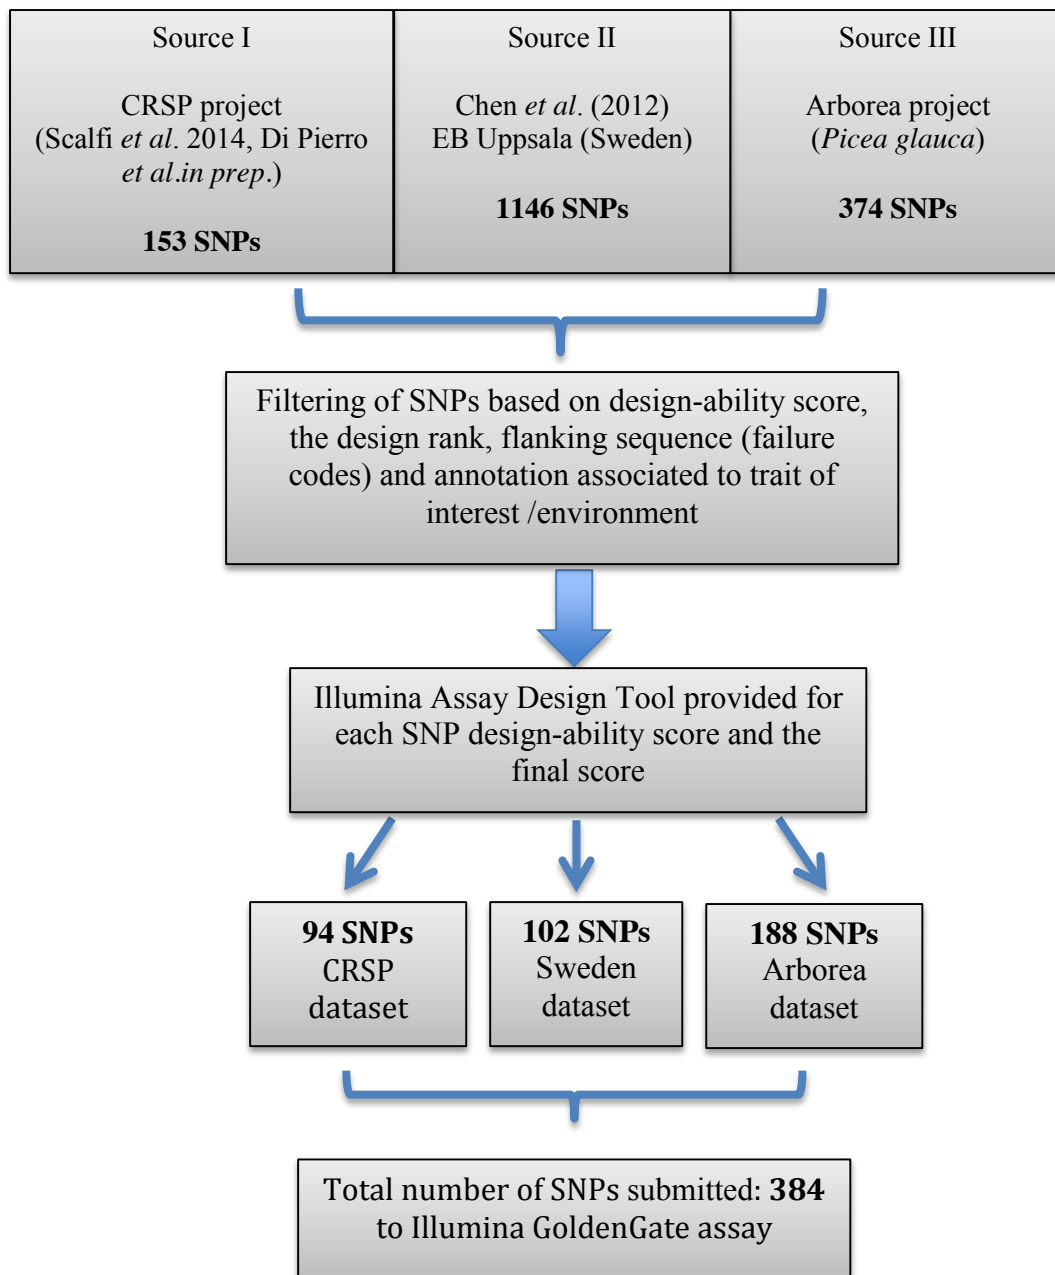 Source I
CRSP project
(Scalfi et al. 2014, Di Pierro
et al.in prep.)
153 SNPs
Source II
Chen et al. (2012)
EB Uppsala (Sweden)
1146 SNPs
Source III
Arborea project
(Picea glauca)
374 SNPs
Filtering of SNPs based on design-ability score,
the design rank, flanking sequence (failure
codes) and annotation associated to trait of
interest /environment
Illumina Assay Design Tool provided for
each SNP design-ability score and the
final score
94 SNPs
CRSP
dataset
102 SNPs
Sweden
dataset
188 SNPs
Arborea
dataset
Total number of SNPs submitted: 384
to Illumina GoldenGate assay